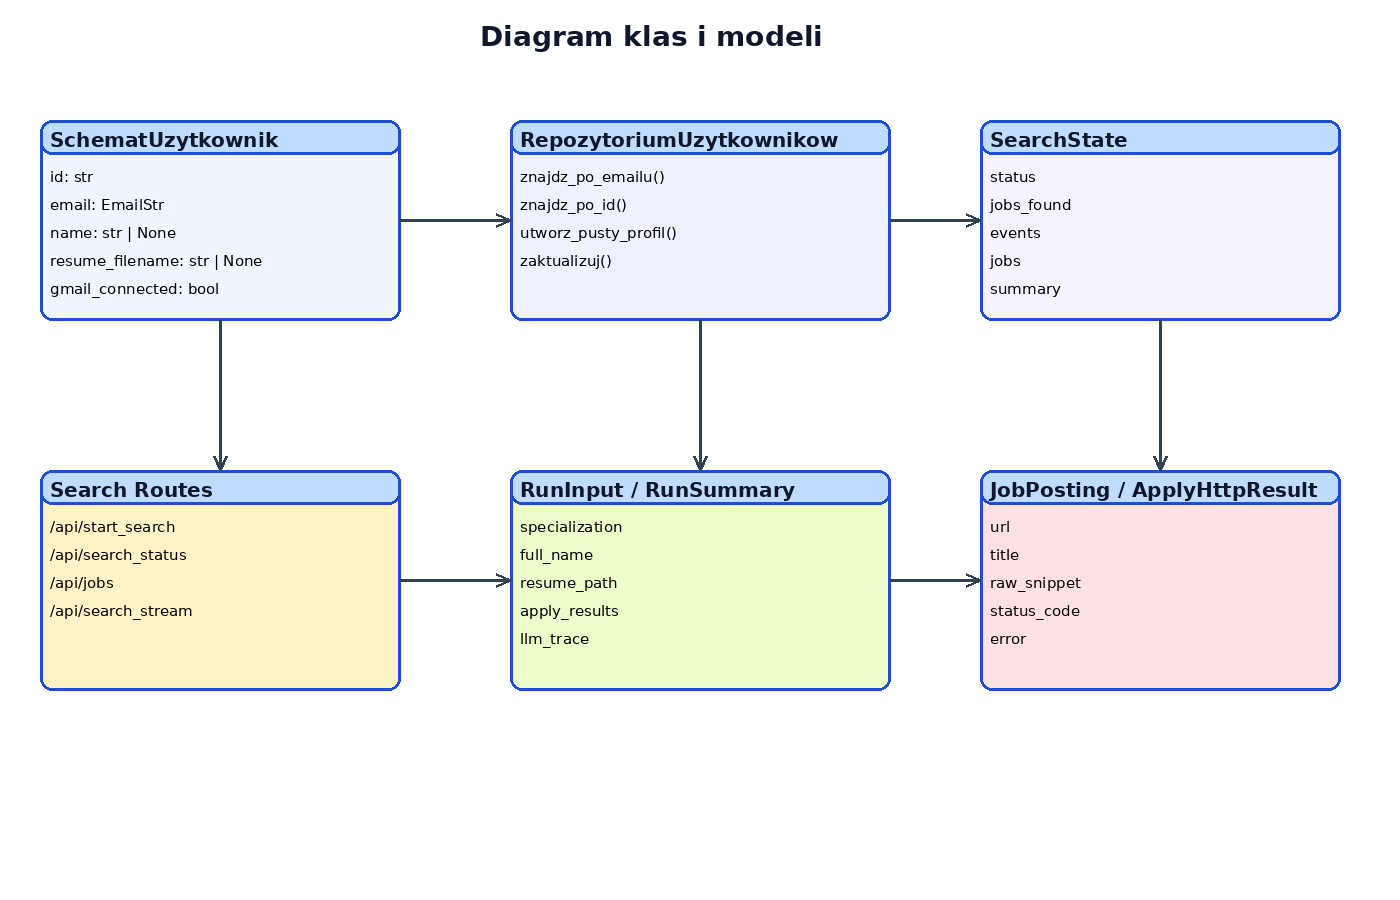 Diagram klas i modeli
SchematUzytkownik
id: str
email: EmailStr
name: str | None
resume_filename: str | None
gmail_connected: bool
RepozytoriumUzytkownikow
znajdz_po_emailu()
znajdz_po_id()
utworz_pusty_profil()
zaktualizuj()
SearchState
status
jobs_found
events
jobs
summary
Search Routes
/api/start_search
/api/search_status
/api/jobs
/api/search_stream
RunInput / RunSummary
specialization
full_name
resume_path
apply_results
llm_trace
JobPosting / ApplyHttpResult
url
title
raw_snippet
status_code
error